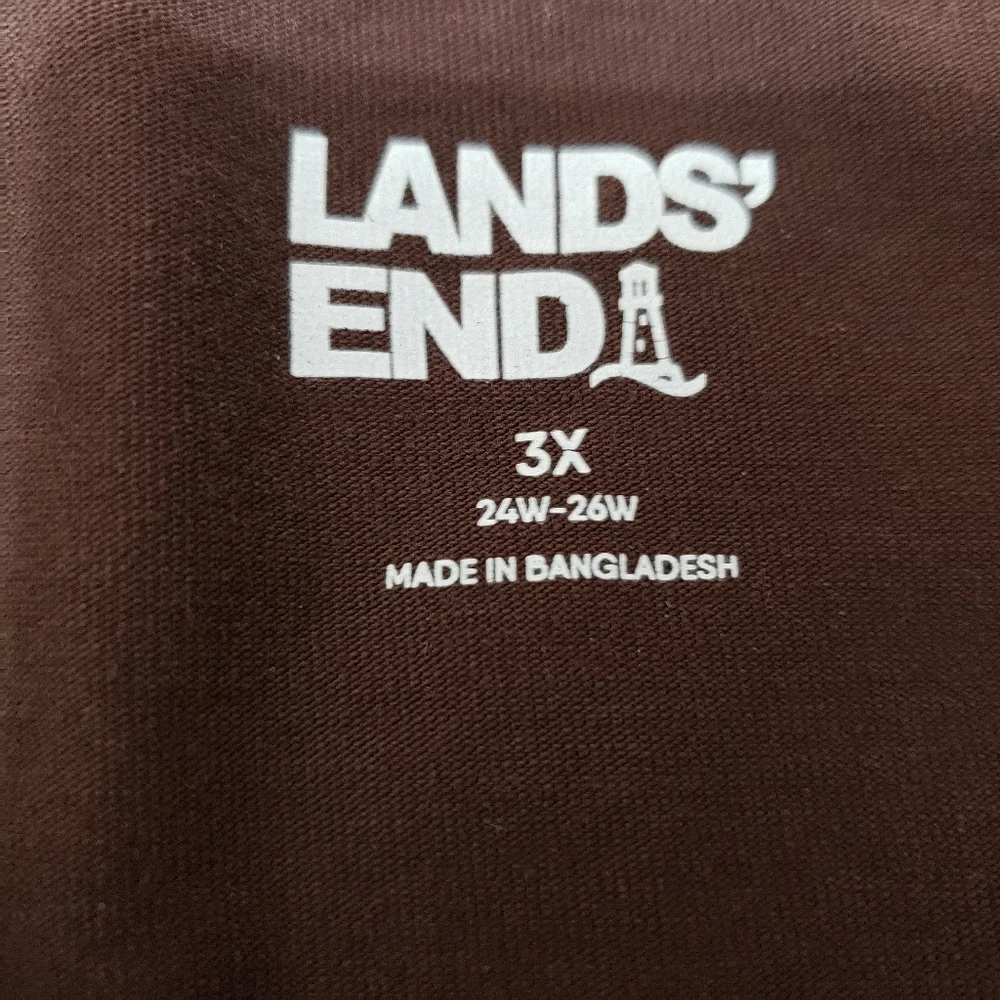 LANDS'
END
3X
24W-26W
MADE IN BANGLADESH